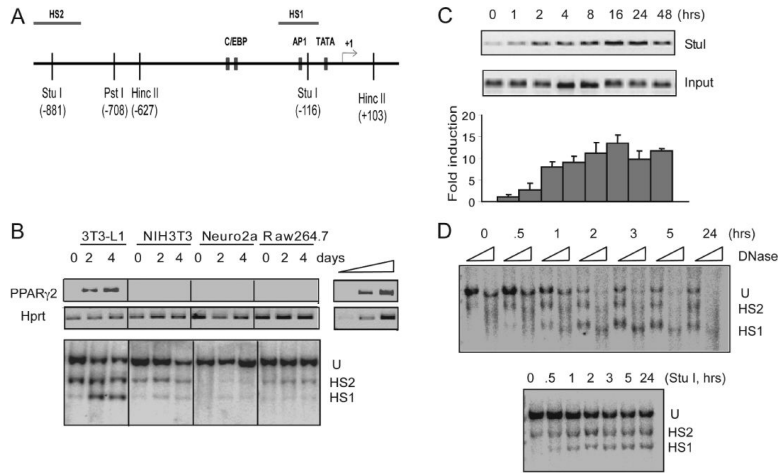 A
HS2
HS1
C/EBP
AP1 TATA +1
Stu I
(-881)
Pst I
(-708)
Hinc II
(-627)
Stu I
(-116)
Hinc II
(+103)
B
3T3-L1 NIH3T3 Neuro2a Raw264.7
0 2 4 0 2 4 0 2 4 0 2 4 days
PPARγ2
Hprt
U
HS2
HS1
C
0 1 2 4 8 16 24 48 (hrs)
StuI
Input
Fold induction
20
15
10
5
0
D
0 .5 1 2 3 5 24 (hrs)
DNase
U
HS2
HS1
0 .5 1 2 3 5 24 (Stu I, hrs)
U
HS2
HS1